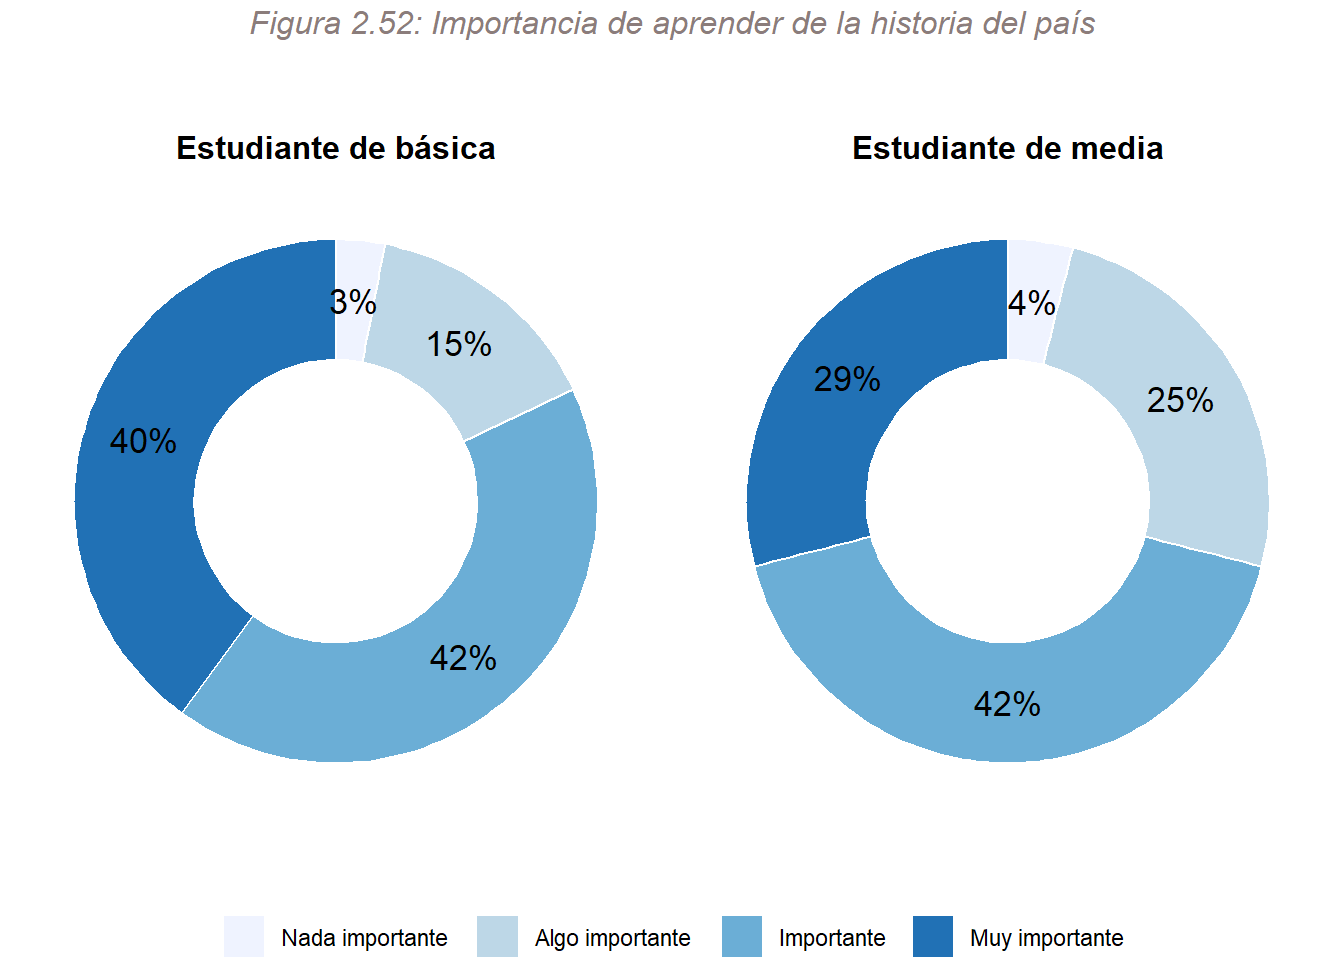 Figura 2.52: Importancia de aprender de la historia del país
Estudiante de básica
Estudiante de media
3%
15%
42%
40%
4%
25%
42%
29%
Nada importante
Algo importante
Importante
Muy importante